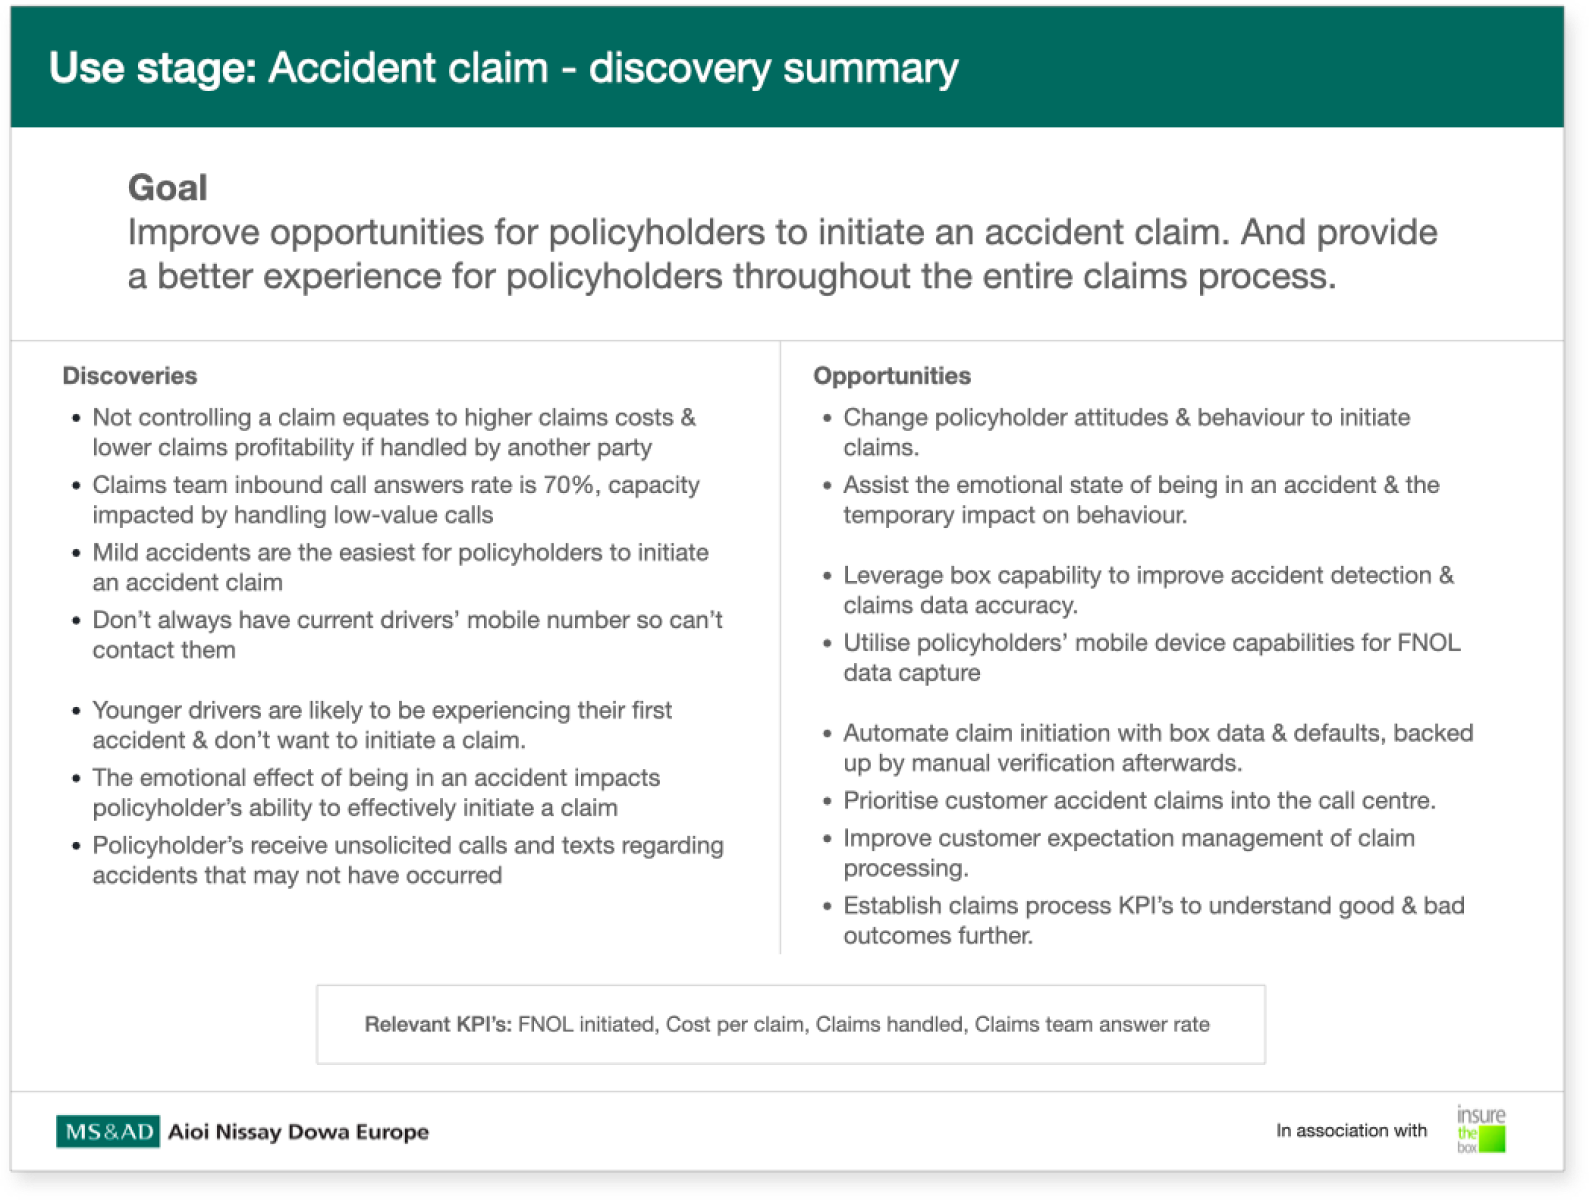 Use stage: Accident claim - discovery summary
Goal
Improve opportunities for policyholders to initiate an accident claim. And provide
a better experience for policyholders throughout the entire claims process.
Discoveries
• Not controlling a claim equates to higher claims costs &
lower claims profitability if handled by another party
• Claims team inbound call answers rate is 70%, capacity
impacted by handling low-value calls
• Mild accidents are the easiest for policyholders to initiate
an accident claim
• Don’t always have current drivers’ mobile number so can’t
contact them
• Younger drivers are likely to be experiencing their first
accident & don’t want to initiate a claim.
• The emotional effect of being in an accident impacts
policyholder’s ability to effectively initiate a claim
• Policyholder’s receive unsolicited calls and texts regarding
accidents that may not have occurred
Opportunities
• Change policyholder attitudes & behaviour to initiate
claims.
• Assist the emotional state of being in an accident & the
temporary impact on behaviour.
• Leverage box capability to improve accident detection &
claims data accuracy.
• Utilise policyholders’ mobile device capabilities for FNOL
data capture
• Automate claim initiation with box data & defaults, backed
up by manual verification afterwards.
• Prioritise customer accident claims into the call centre.
• Improve customer expectation management of claim
processing.
• Establish claims process KPI’s to understand good & bad
outcomes further.
Relevant KPI’s: FNOL initiated, Cost per claim, Claims handled, Claims team answer rate
MS&AD Aioi Nissay Dowa Europe
In association with
insure
the
box